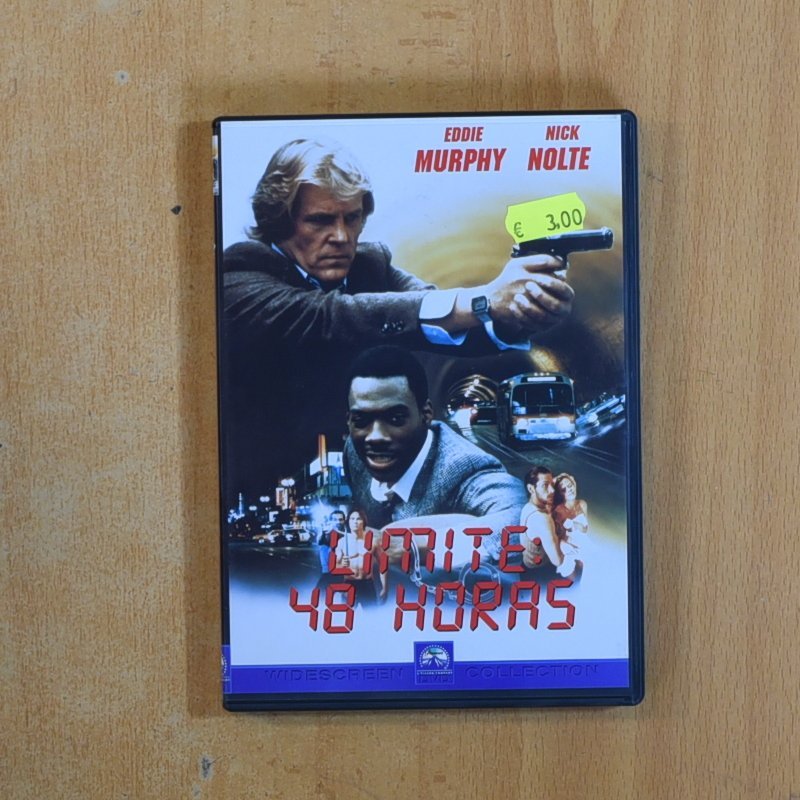 EDDIE NICK
MURPHY NOLTE
€ 3,00
LIMITE:
48 HORAS
WIDESCREEN COLLECTION